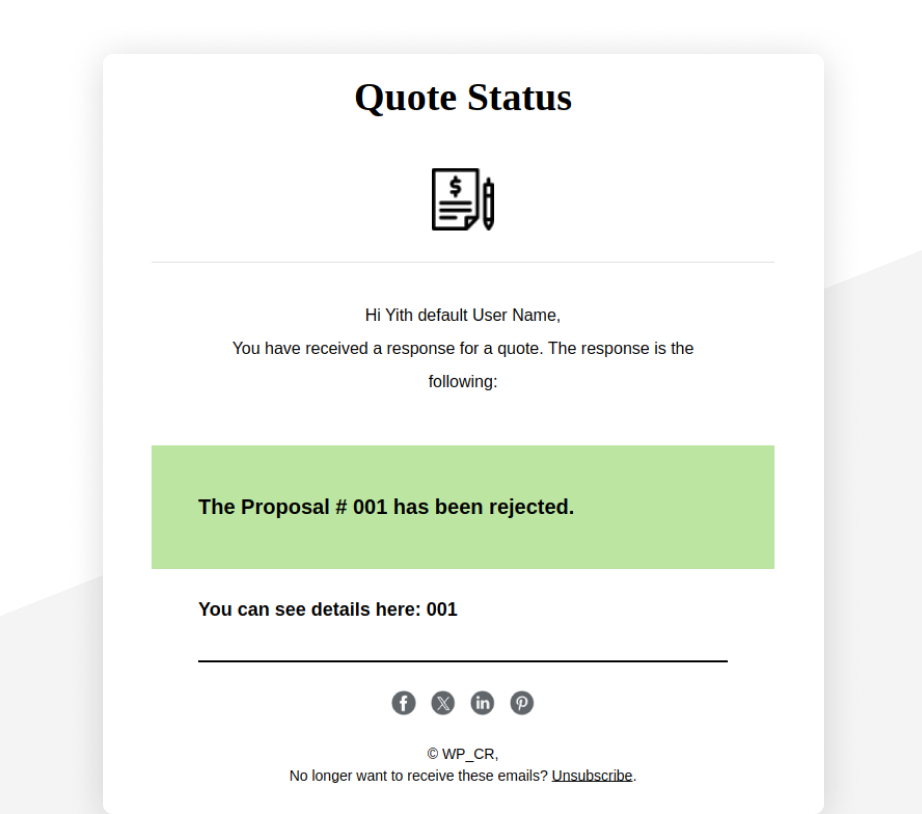 Quote Status
$
Hi Yith default User Name,
You have received a response for a quote. The response is the
following:
The Proposal # 001 has been rejected.
You can see details here: 001
© WP_CR,
No longer want to receive these emails? Unsubscribe.